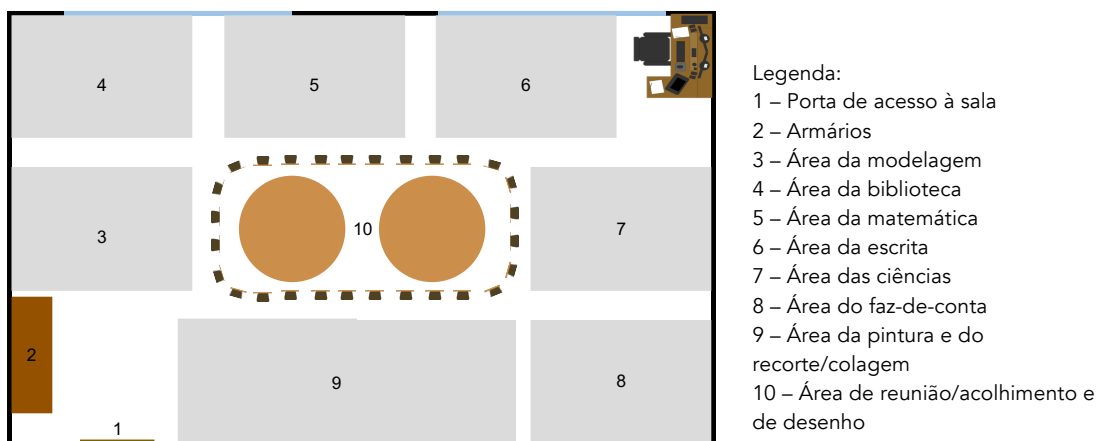 4
5
6
3
10
7
2
9
8
1
Legenda:
1 – Porta de acesso à sala
2 – Armários
3 – Área da modelagem
4 – Área da biblioteca
5 – Área da matemática
6 – Área da escrita
7 – Área das ciências
8 – Área do faz-de-conta
9 – Área da pintura e do
recorte/colagem
10 – Área de reunião/acolhimento e
de desenho